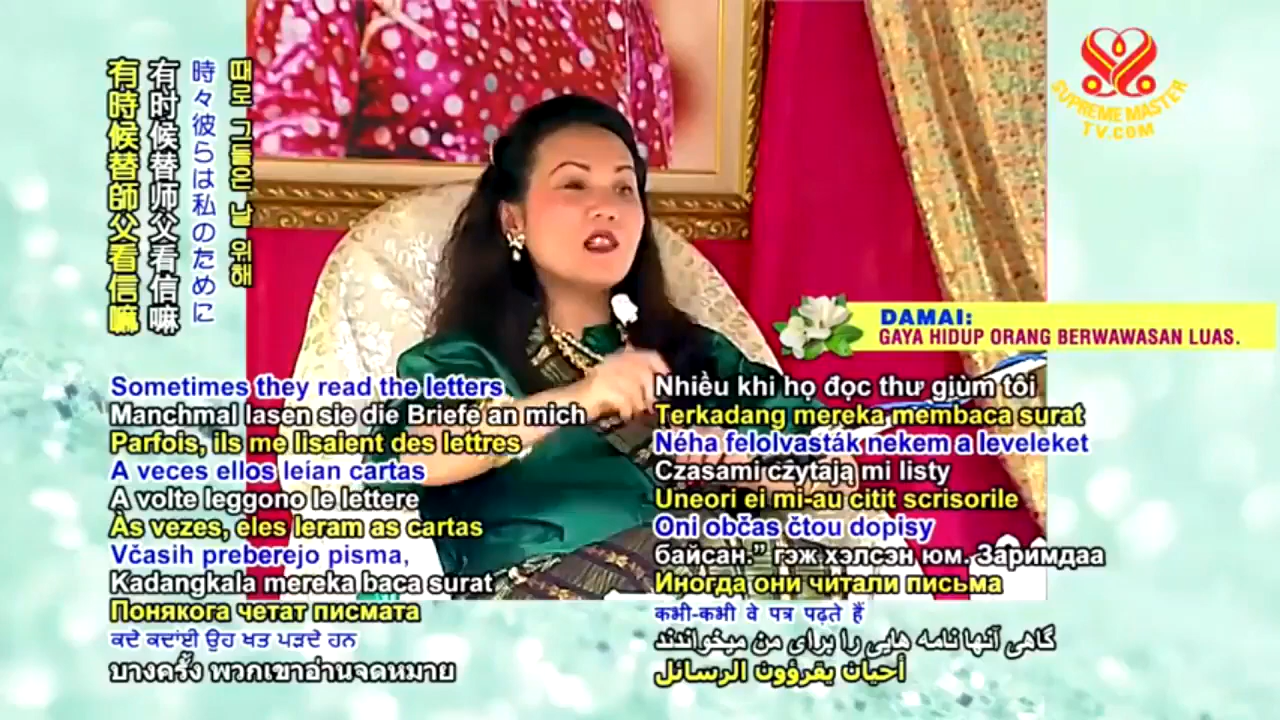 有時候替師父看信嘛
有时候替师父看信嘛
時々彼らは私のために
때로 그들은 날 위해
SUPREME MASTER
TV.COM
DAMAI:
GAYA HIDUP ORANG BERWAWASAN LUAS.
Sometimes they read the letters
Manchmal lasen sie die Briefe an mich
Parfois, ils me lisaient des lettres
A veces ellos leían cartas
A volte leggono le lettere
Às vezes, eles leram as cartas
Včasih preberejo pisma,
Kadangkala mereka baca surat
Понякога четат писмата
ਕਦੇ ਕਦਾਂਈ ਉਹ ਖਤ ਪੜਦੇ ਹਨ
บางครั้ง พวกเขาอ่านจดหมาย
Nhiều khi họ đọc thư giùm tôi
Terkadang mereka membaca surat
Néha felolvasták nekem a leveleket
Czasami czytają mi listy
Uneori ei mi-au citit scrisorile
Oni občas čtou dopisy
байсан.” гэж хэлсэн юм. Заримдаа
Иногда они читали письма
कभी-कभी वे पत्र पढ़ते हैं
گاهی آنها نامه هایی را برای من میخواندند
أحيان يقرؤون الرسائل